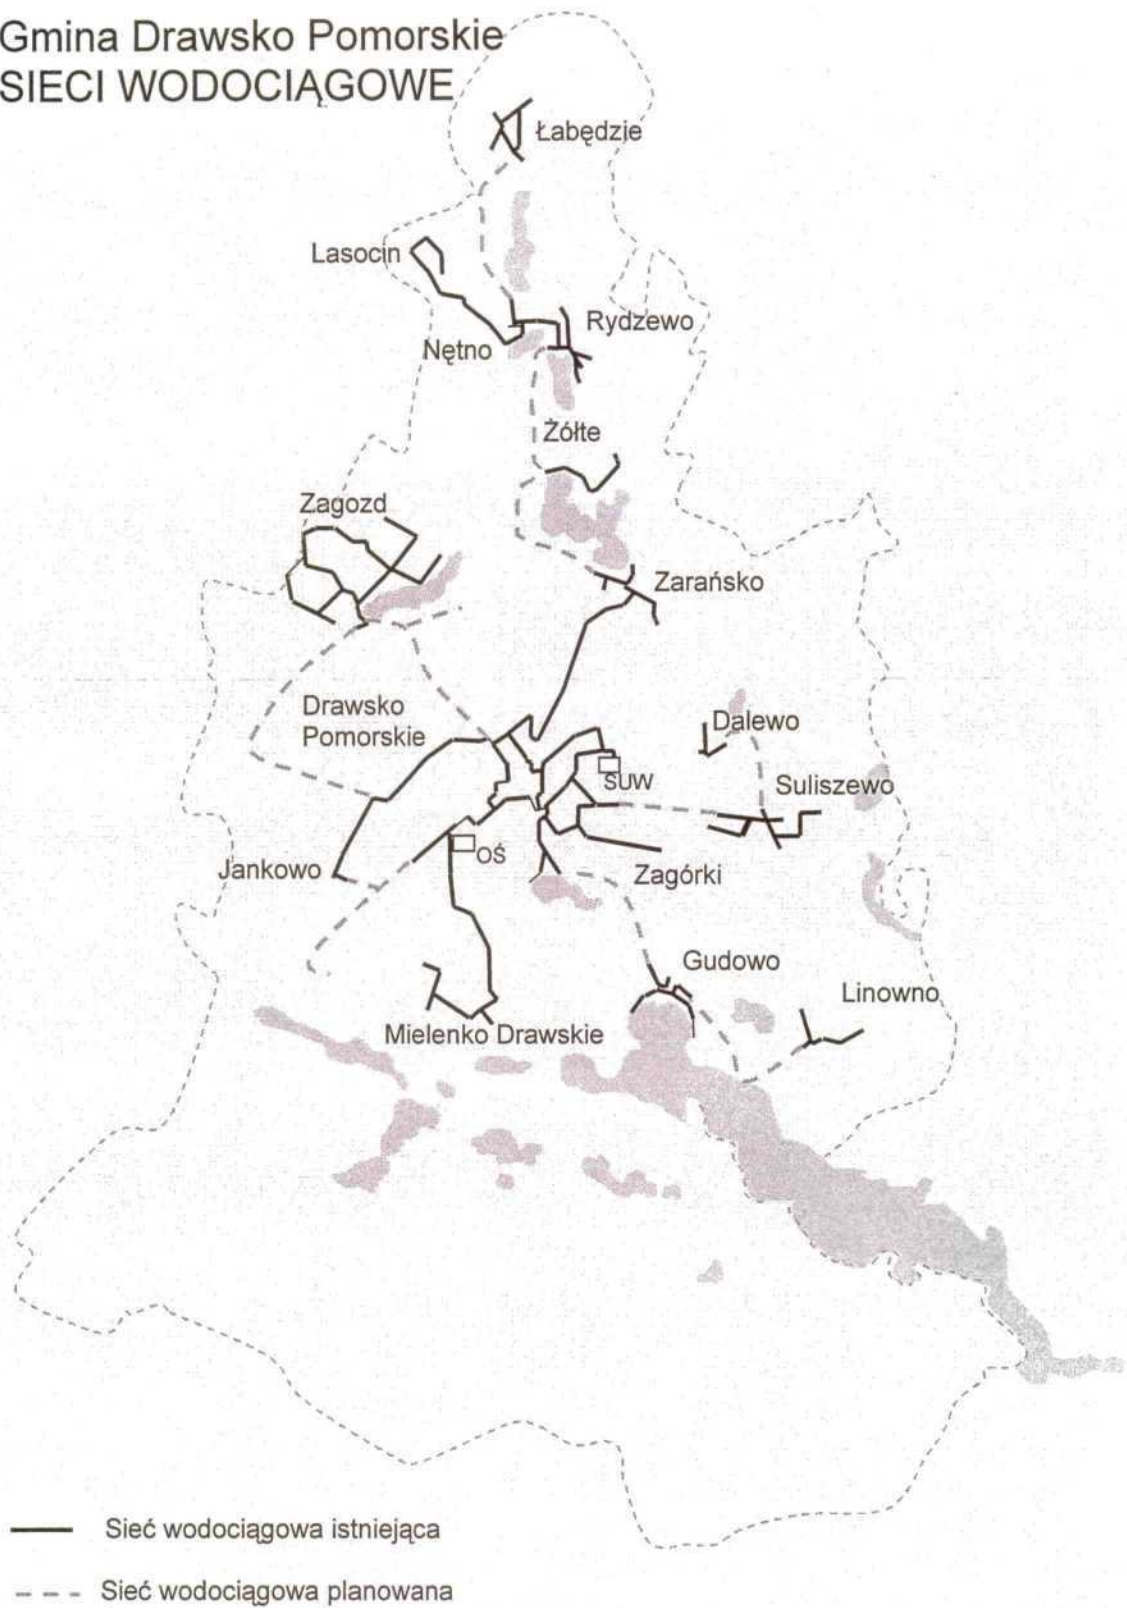 Gmina Drawsko Pomorskie
SIECI WODOCIĄGOWE
Łabędzie
Lasocin
Rydzewo
Nętno
Żółte
Zagozd
Zarańsko
Drawsko
Pomorskie
Dalewo
SUW
Suliszewo
OŚ
Jankowo
Zagórki
Gudowo
Linowno
Mielenko Drawskie
Sieć wodociągowa istniejąca
Sieć wodociągowa planowana